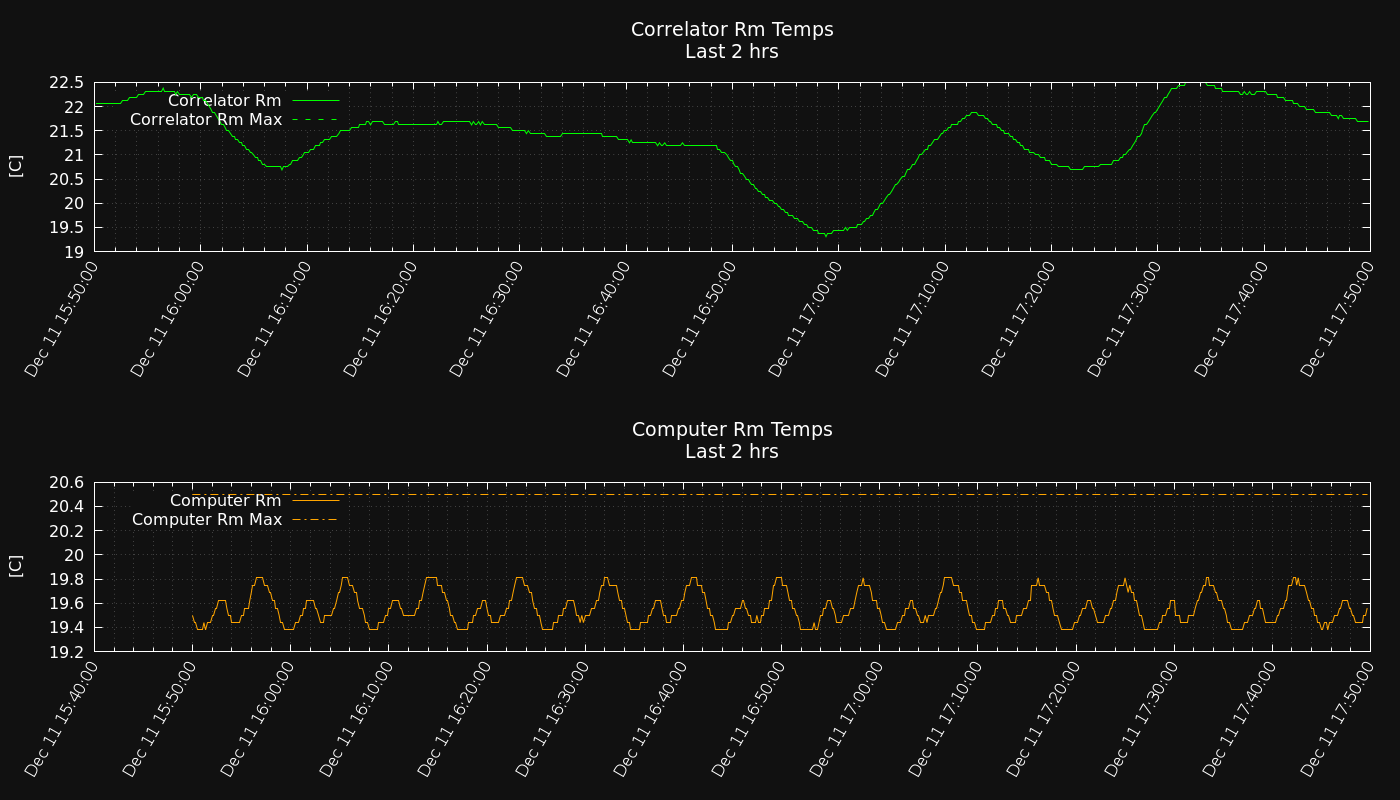 Correlator Rm Temps
Last 2 hrs
22.5
22
21.5
21
20.5
20
19.5
19
[C]
Correlator Rm
Correlator Rm Max
Dec 11 15:50:00
Dec 11 16:00:00
Dec 11 16:10:00
Dec 11 16:20:00
Dec 11 16:30:00
Dec 11 16:40:00
Dec 11 16:50:00
Dec 11 17:00:00
Dec 11 17:10:00
Dec 11 17:20:00
Dec 11 17:30:00
Dec 11 17:40:00
Dec 11 17:50:00
Computer Rm Temps
Last 2 hrs
20.6
20.4
20.2
20
19.8
19.6
19.4
19.2
[C]
Computer Rm
Computer Rm Max
Dec 11 15:40:00
Dec 11 15:50:00
Dec 11 16:00:00
Dec 11 16:10:00
Dec 11 16:20:00
Dec 11 16:30:00
Dec 11 16:40:00
Dec 11 16:50:00
Dec 11 17:00:00
Dec 11 17:10:00
Dec 11 17:20:00
Dec 11 17:30:00
Dec 11 17:40:00
Dec 11 17:50:00